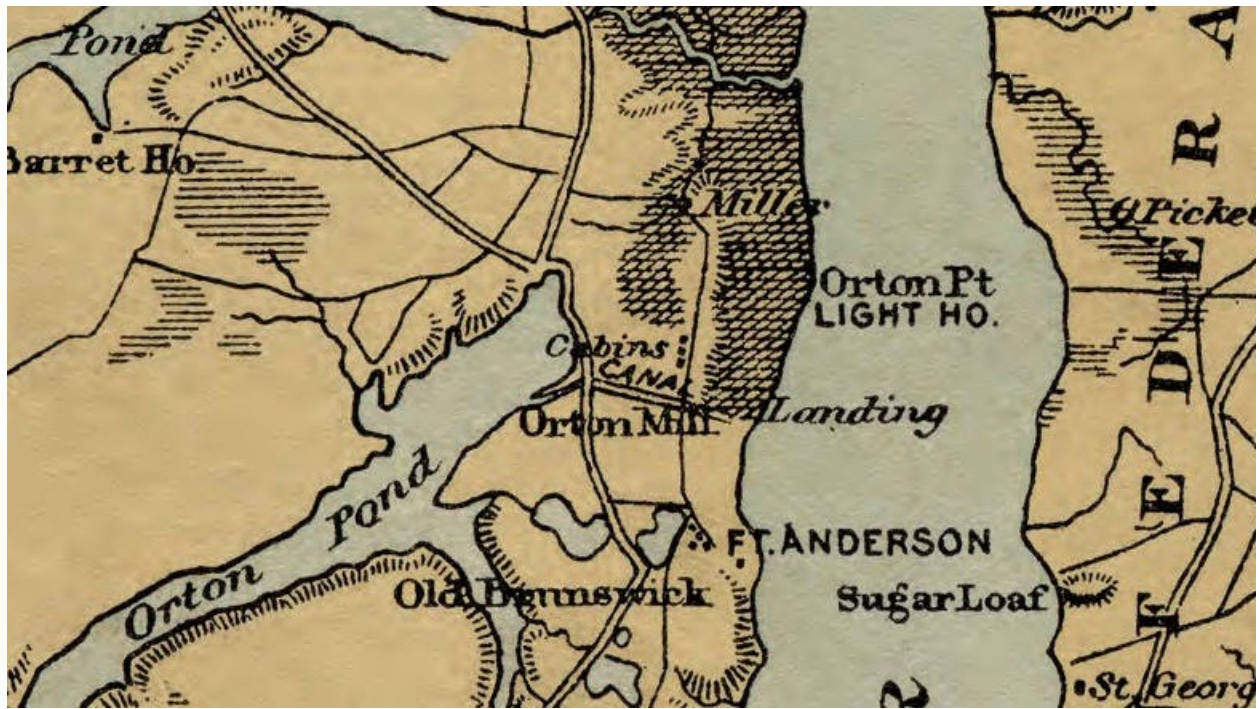 Pond
Barret Ho.
Miller
G Picket
Orton Pt
LIGHT HO.
Cabins
CANAL
Orton Mill
Landing
Orton Pond
FT. ANDERSON
Old Brunswick
Sugar Loaf
St. Georg
F E D E R A
R